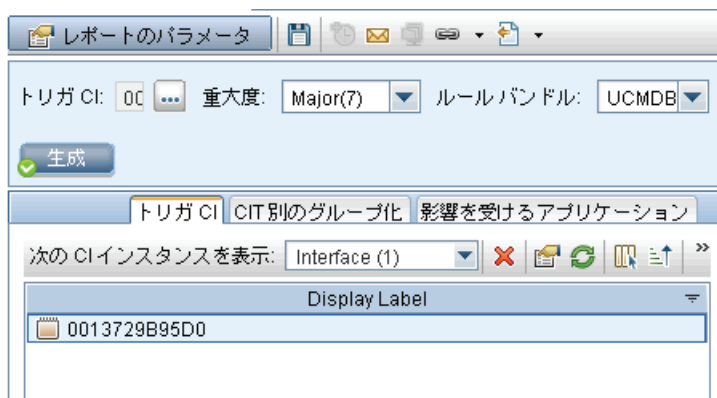 レポートのパラメータ
トリガ CI: 00 ... 重大度: Major(7) ルール バンドル: UCMDB
生成
トリガ CI CIT 別のグループ化 影響を受けるアプリケーション
次の CI インスタンスを表示: Interface (1) »
Display Label
0013729B95D0